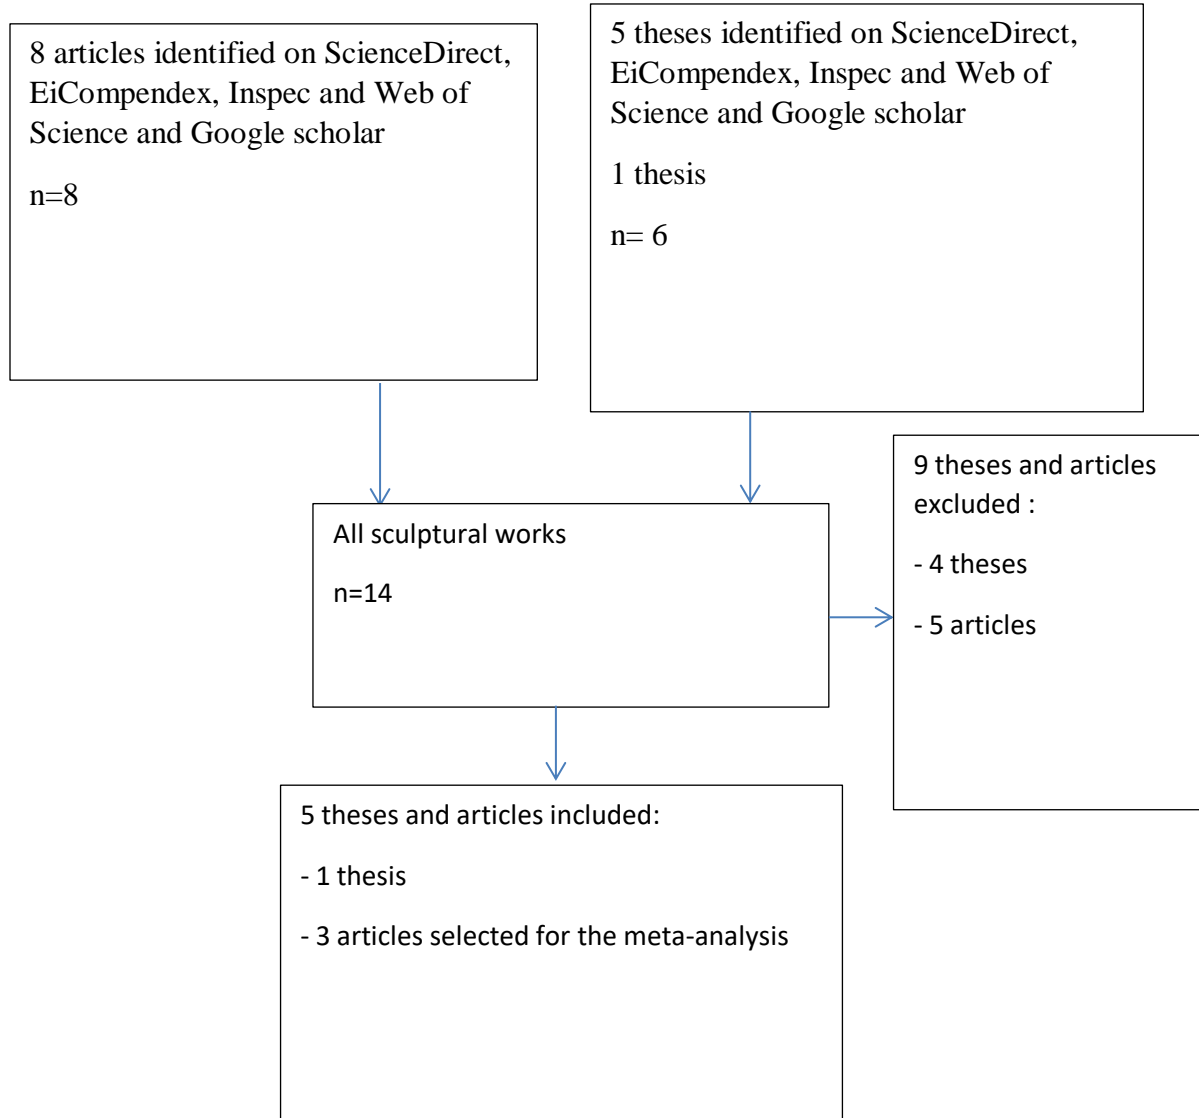 8 articles identified on ScienceDirect,
EiCompendex, Inspec and Web of
Science and Google scholar
n=8
5 theses identified on ScienceDirect,
EiCompendex, Inspec and Web of
Science and Google scholar
1 thesis
n= 6
All sculptural works
n=14
9 theses and articles
excluded :
- 4 theses
- 5 articles
5 theses and articles included:
- 1 thesis
- 3 articles selected for the meta-analysis